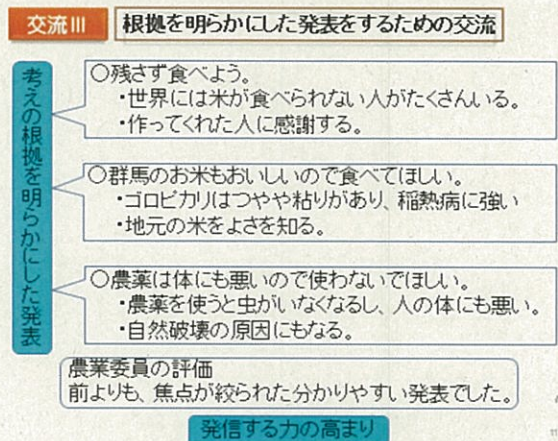 交流Ⅲ 根拠を明らかにした発表をするための交流
考えの根拠を明らかにした発表
○残さず食べよう。
・世界には米が食べられない人がたくさんいる。
・作ってくれた人に感謝する。
○群馬のお米もおいしいので食べてほしい。
・ゴロピカリはつややか粘りがあり、稲熱病に強い
・地元の米をよさを知る。
○農薬は体にも悪いので使わないでほしい。
・農薬を使うと虫がいなくなるし、人の体にも悪い。
・自然破壊の原因にもなる。
農業委員の評価
前よりも、焦点が絞られた分かりやすい発表でした。
発信する力の高まり